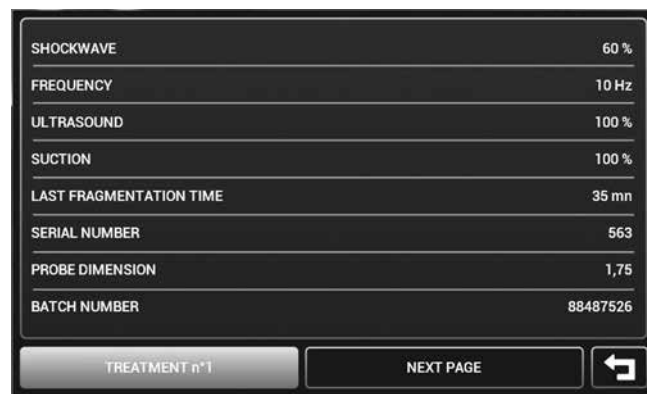 SHOCKWAVE 60 %
FREQUENCY 10 Hz
ULTRASOUND 100 %
SUCTION 100 %
LAST FRAGMENTATION TIME 35 mn
SERIAL NUMBER 563
PROBE DIMENSION 1,75
BATCH NUMBER 88487526
TREATMENT n°1 NEXT PAGE